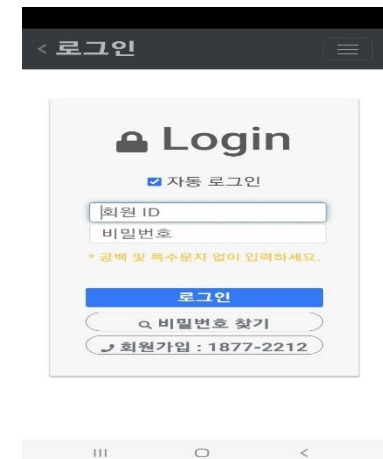 < 로그인
Login
자동 로그인
회원 ID
비밀번호
* 공백 및 특수문자 없이 입력하세요.
로그인
비밀번호 찾기
회원가입 : 1877-2212